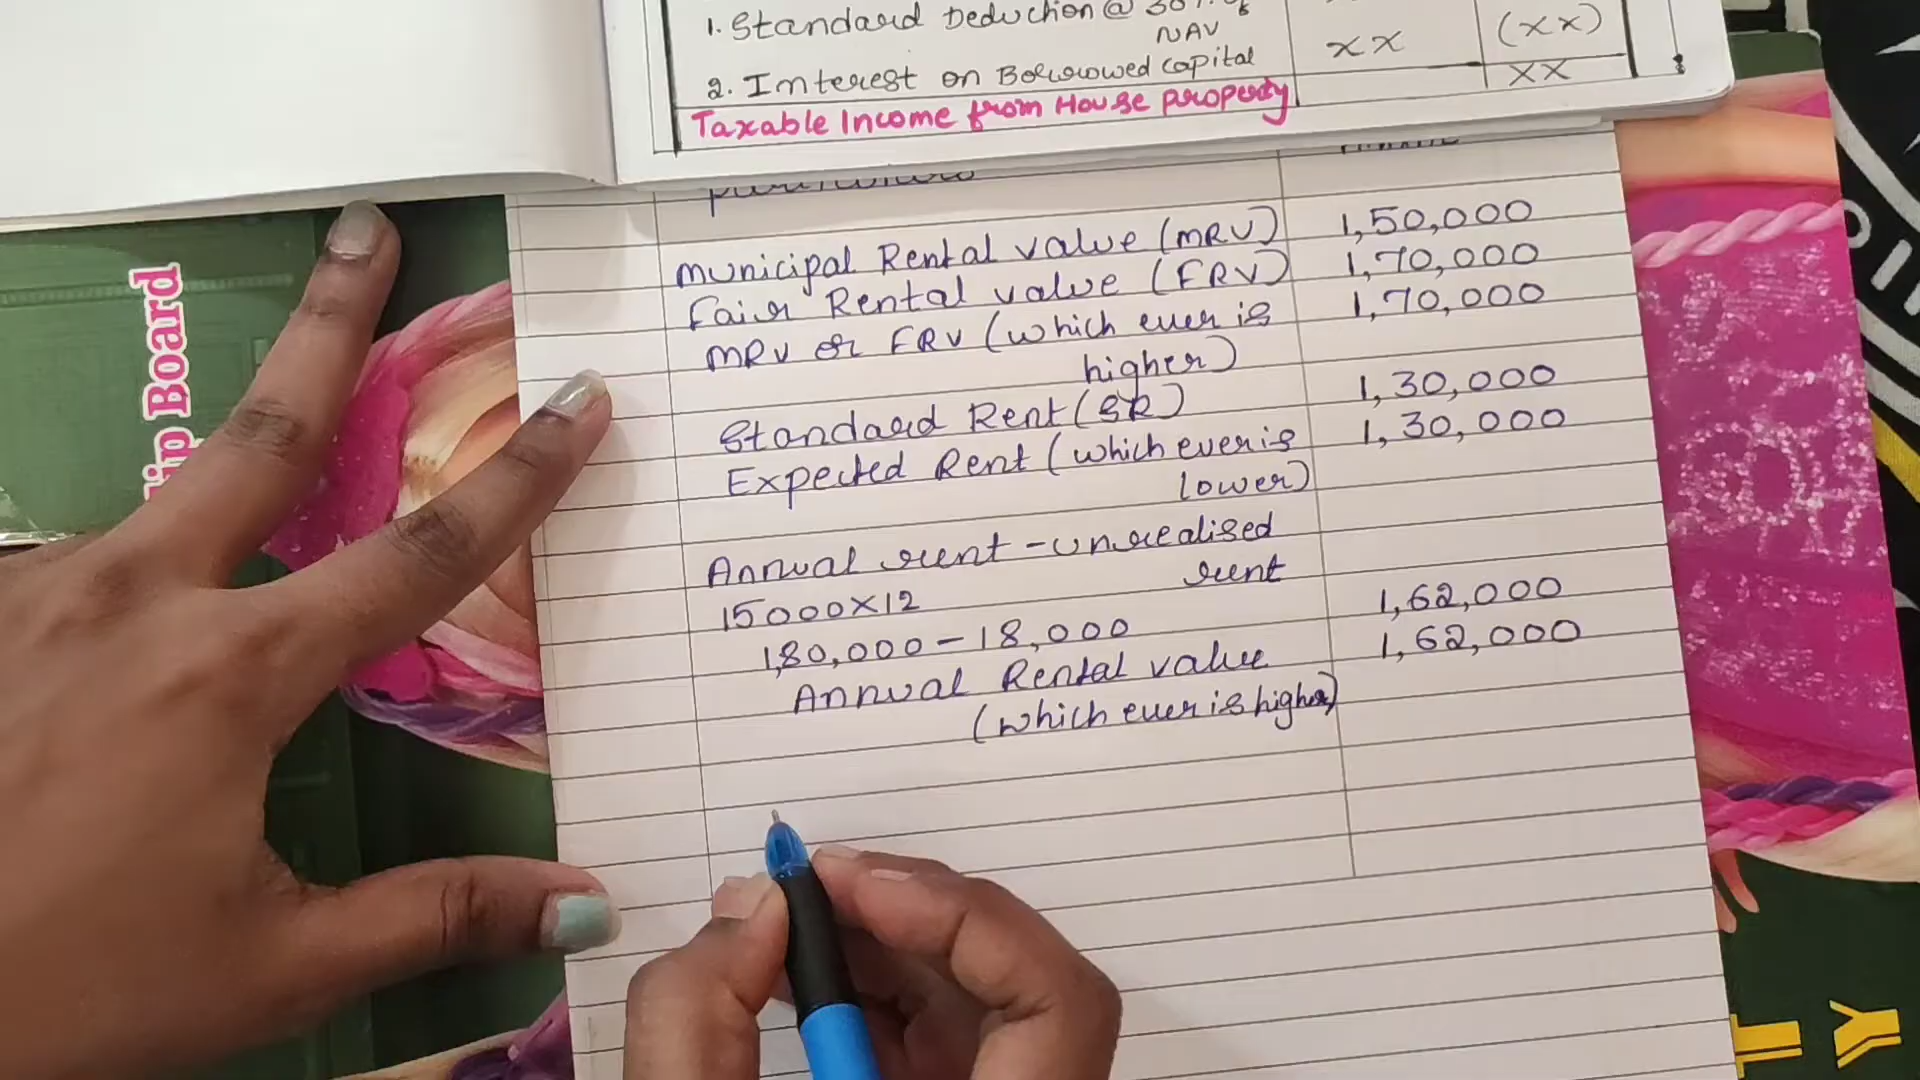 1. Standard Deduction @ 30% of
NAV
xx
(xx)
2. Interest on Borrowed capital
xx
Taxable Income from House property
Municipal Rental value (MRV) 1,50,000
Fair Rental value (FRV) 1,70,000
MRV or FRV (which ever is 1,70,000
higher)
Standard Rent (SR) 1,30,000
Expected Rent (which ever is 1,30,000
lower)
Annual rent - unrealised
rent
15000x12
1,80,000 - 18,000 1,62,000
Annual Rental value 1,62,000
(which ever is higher)
Board
T Y